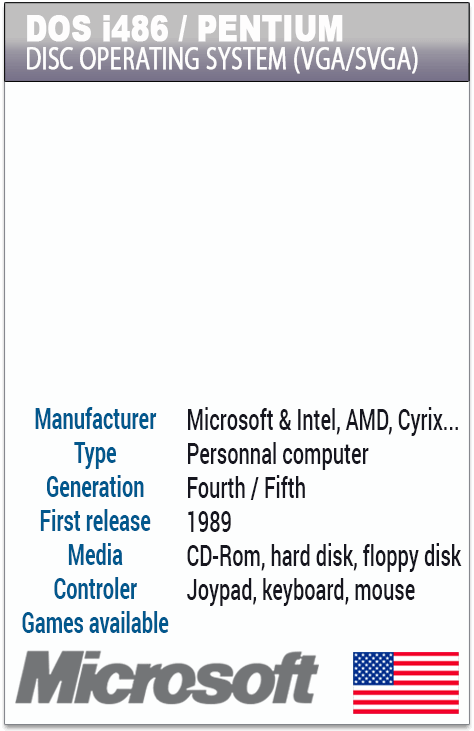 DOS i486 / PENTIUM
DISC OPERATING SYSTEM (VGA/SVGA)
Manufacturer Microsoft & Intel, AMD, Cyrix...
Type Personnal computer
Generation Fourth / Fifth
First release 1989
Media CD-Rom, hard disk, floppy disk
Controler Joypad, keyboard, mouse
Games available
Microsoft